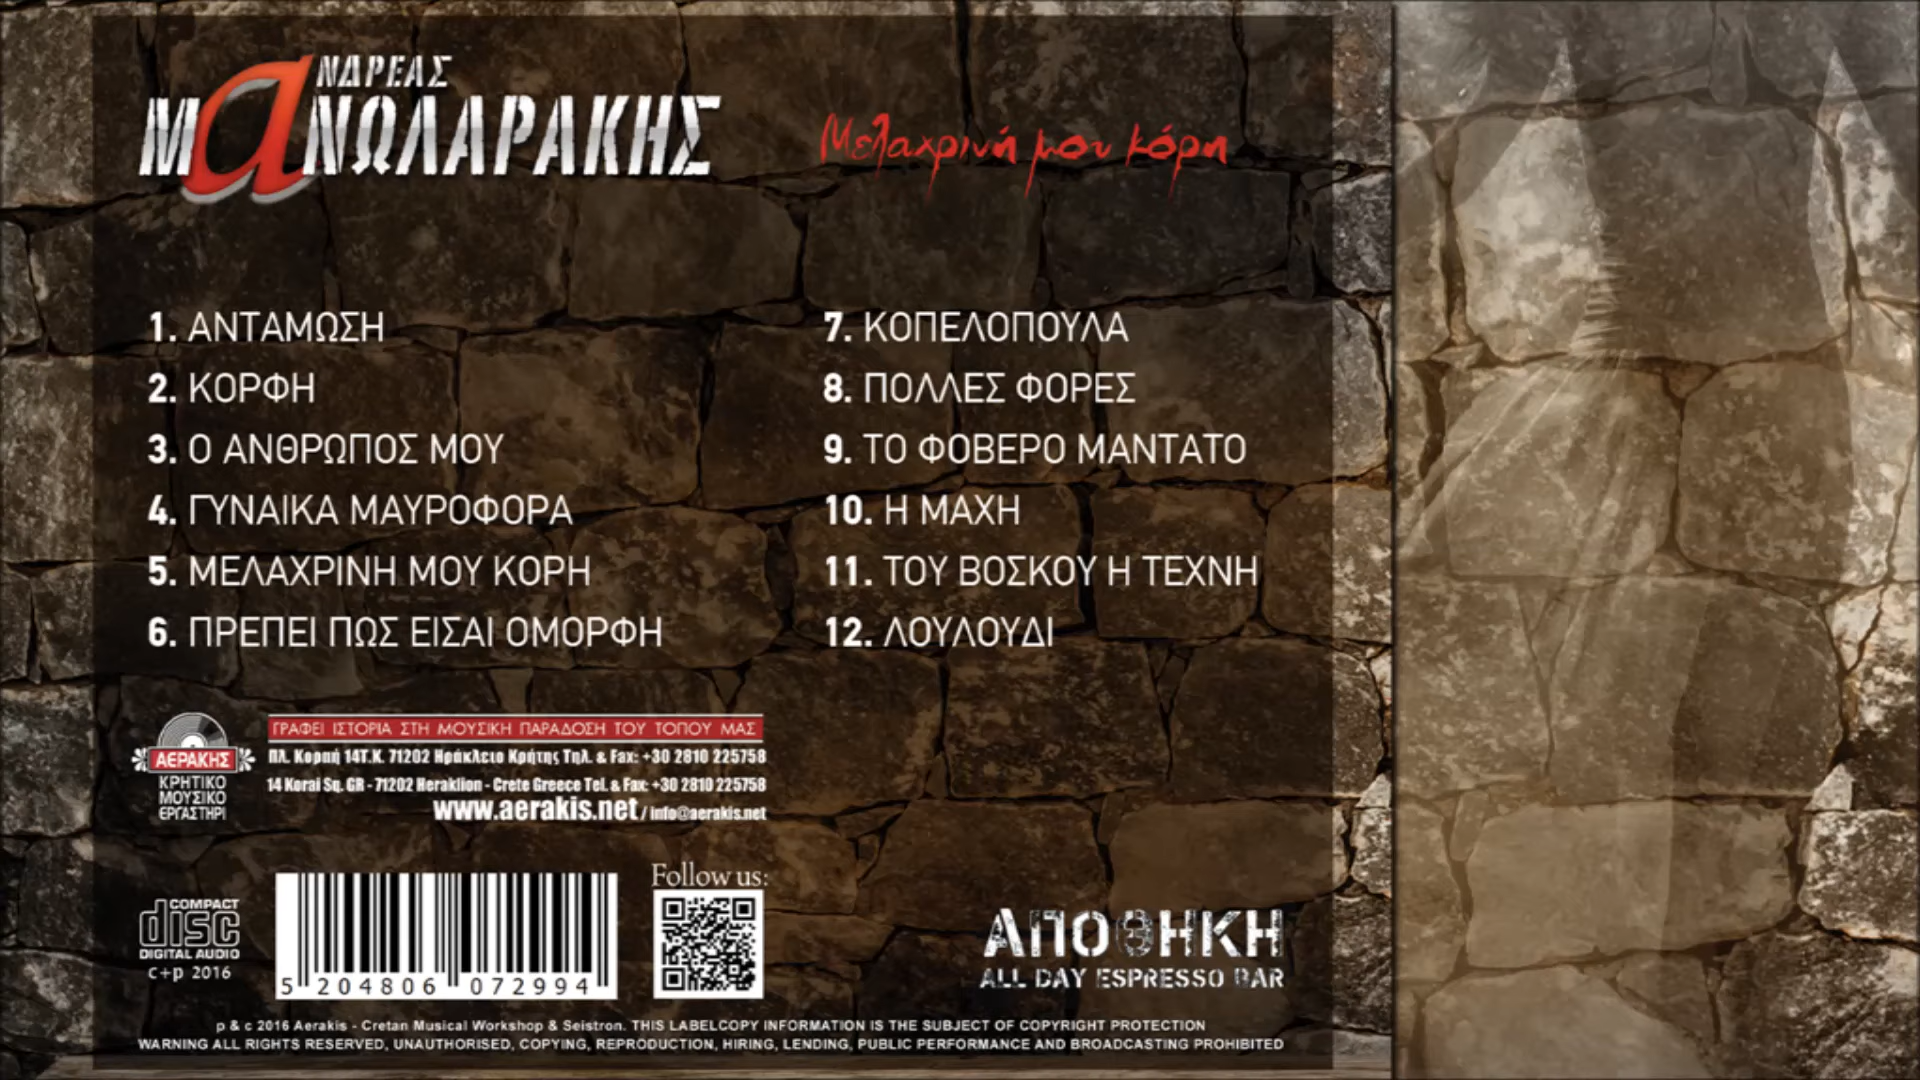 ΑΝΔΡΕΑΣ
ΜΑΝΩΛΑΡΑΚΗΣ
Μελαχρινή μου κόρη
1. ΑΝΤΑΜΩΣΗ
2. ΚΟΡΦΗ
3. Ο ΑΝΘΡΩΠΟΣ ΜΟΥ
4. ΓΥΝΑΙΚΑ ΜΑΥΡΟΦΟΡΑ
5. ΜΕΛΑΧΡΙΝΗ ΜΟΥ ΚΟΡΗ
6. ΠΡΕΠΕΙ ΠΩΣ ΕΙΣΑΙ ΟΜΟΡΦΗ
7. ΚΟΠΕΛΟΠΟΥΛΑ
8. ΠΟΛΛΕΣ ΦΟΡΕΣ
9. ΤΟ ΦΟΒΕΡΟ ΜΑΝΤΑΤΟ
10. Η ΜΑΧΗ
11. ΤΟΥ ΒΟΣΚΟΥ Η ΤΕΧΝΗ
12. ΛΟΥΛΟΥΔΙ
ΑΕΡΑΚΗΣ
ΚΡΗΤΙΚΟ
ΜΟΥΣΙΚΟ
ΕΡΓΑΣΤΗΡΙ
ΓΡΑΦΕΙ ΙΣΤΟΡΙΑ ΣΤΗ ΜΟΥΣΙΚΗ ΠΑΡΑΔΟΣΗ ΤΟΥ ΤΟΠΟΥ ΜΑΣ
Πλ. Κοραή 14Τ.Κ. 71202 Ηράκλειο Κρήτης Τηλ. & Fax: +30 2810 225758
14 Korai Sq. GR - 71202 Heraklion - Crete Greece Tel. & Fax: +30 2810 225758
www.aerakis.net / info@aerakis.net
COMPACT
disc
DIGITAL AUDIO
c+p 2016
5 204806 072994
Follow us:
ΑΠΟΘΗΚΗ
ALL DAY ESPRESSO BAR
p & c 2016 Aerakis - Cretan Musical Workshop & Seistron. THIS LABELCOPY INFORMATION IS THE SUBJECT OF COPYRIGHT PROTECTION
WARNING ALL RIGHTS RESERVED, UNAUTHORISED, COPYING, REPRODUCTION, HIRING, LENDING, PUBLIC PERFORMANCE AND BROADCASTING PROHIBITED